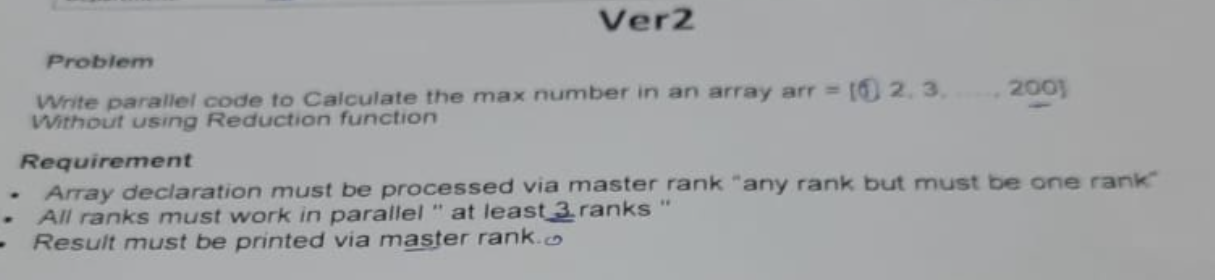 Ver2
Problem
Write parallel code to Calculate the max number in an array arr = [1, 2, 3, ...., 200]
Without using Reduction function
Requirement
• Array declaration must be processed via master rank "any rank but must be one rank"
• All ranks must work in parallel " at least 3 ranks "
• Result must be printed via master rank.